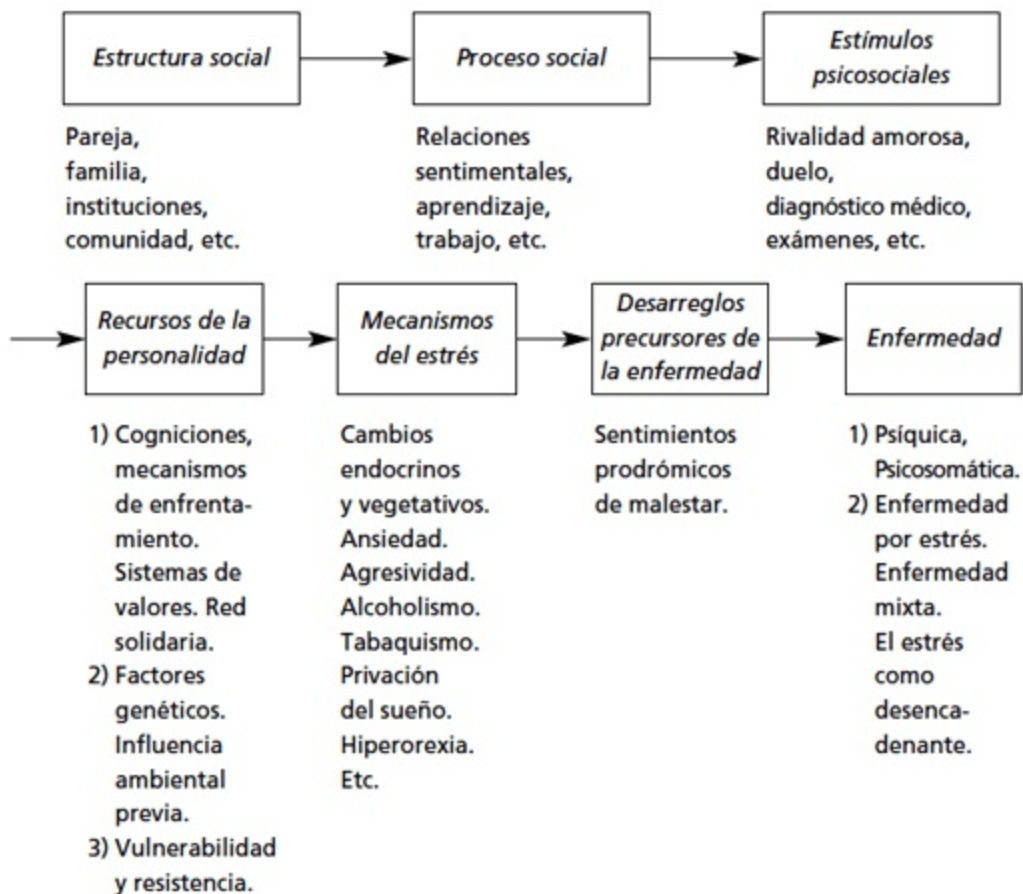 Estructura social
Proceso social
Estímulos
psicosociales
Pareja,
familia,
instituciones,
comunidad, etc.
Relaciones
sentimentales,
aprendizaje,
trabajo, etc.
Rivalidad amorosa,
duelo,
diagnóstico médico,
exámenes, etc.
Recursos de la
personalidad
Mecanismos
del estrés
Desarreglos
precursores de
la enfermedad
Enfermedad
1) Cogniciones,
mecanismos
de enfrenta-
miento.
Sistemas de
valores. Red
solidaria.
2) Factores
genéticos.
Influencia
ambiental
previa.
3) Vulnerabilidad
y resistencia.
Cambios
endocrinos
y vegetativos.
Ansiedad.
Agresividad.
Alcoholismo.
Tabaquismo.
Privación
del sueño.
Hiperorexia.
Etc.
Sentimientos
prodrómicos
de malestar.
1) Psíquica,
Psicosomática.
2) Enfermedad
por estrés.
Enfermedad
mixta.
El estrés
como
desenca-
denante.